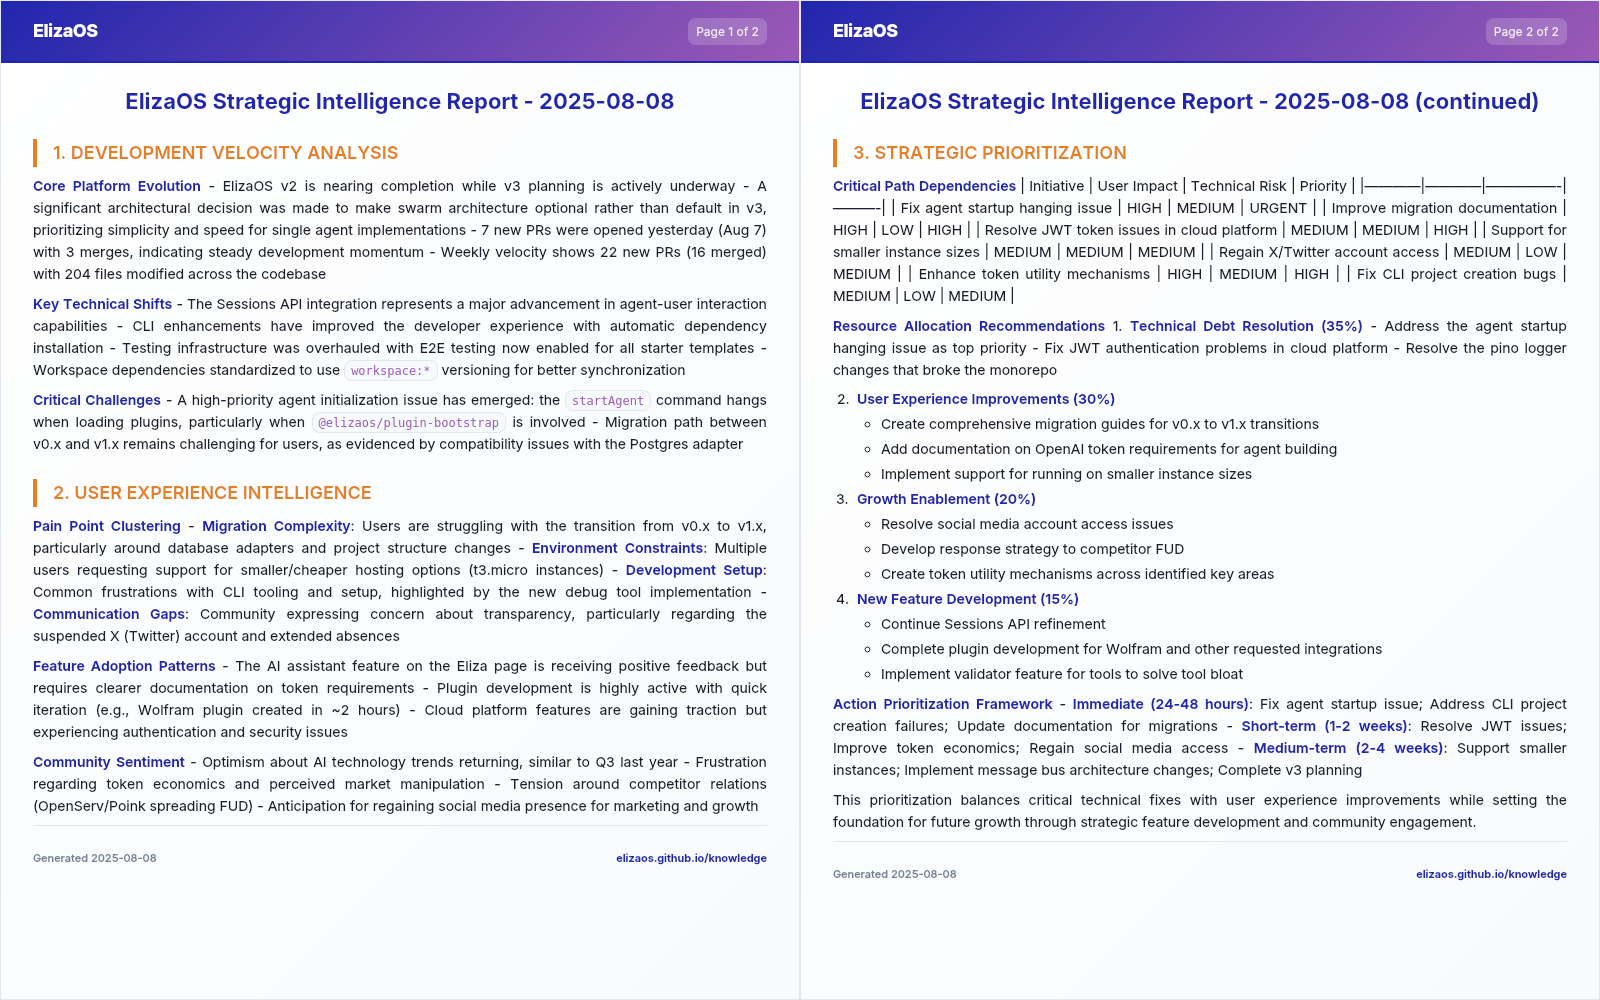 ElizaOS
Page 1 of 2
ElizaOS Strategic Intelligence Report - 2025-08-08
1. DEVELOPMENT VELOCITY ANALYSIS
Core Platform Evolution - ElizaOS v2 is nearing completion while v3 planning is actively underway - A
significant architectural decision was made to make swarm architecture optional rather than default in v3,
prioritizing simplicity and speed for single agent implementations - 7 new PRs were opened yesterday (Aug 7)
with 3 merges, indicating steady development momentum - Weekly velocity shows 22 new PRs (16 merged)
with 204 files modified across the codebase
Key Technical Shifts - The Sessions API integration represents a major advancement in agent-user interaction
capabilities - CLI enhancements have improved the developer experience with automatic dependency
installation - Testing infrastructure was overhauled with E2E testing now enabled for all starter templates -
Workspace dependencies standardized to use workspace:* versioning for better synchronization
Critical Challenges - A high-priority agent initialization issue has emerged: the startAgent command hangs
when loading plugins, particularly when @elizaos/plugin-bootstrap is involved - Migration path between
v0.x and v1.x remains challenging for users, as evidenced by compatibility issues with the Postgres adapter
2. USER EXPERIENCE INTELLIGENCE
Pain Point Clustering - Migration Complexity: Users are struggling with the transition from v0.x to v1.x,
particularly around database adapters and project structure changes - Environment Constraints: Multiple
users requesting support for smaller/cheaper hosting options (t3.micro instances) - Development Setup:
Common frustrations with CLI tooling and setup, highlighted by the new debug tool implementation -
Communication Gaps: Community expressing concern about transparency, particularly regarding the
suspended X (Twitter) account and extended absences
Feature Adoption Patterns - The AI assistant feature on the Eliza page is receiving positive feedback but
requires clearer documentation on token requirements - Plugin development is highly active with quick
iteration (e.g., Wolfram plugin created in ~2 hours) - Cloud platform features are gaining traction but
experiencing authentication and security issues
Community Sentiment - Optimism about AI technology trends returning, similar to Q3 last year - Frustration
regarding token economics and perceived market manipulation - Tension around competitor relations
(OpenServ/Poink spreading FUD) - Anticipation for regaining social media presence for marketing and growth
Generated 2025-08-08
elizaos.github.io/knowledge
ElizaOS
Page 2 of 2
ElizaOS Strategic Intelligence Report - 2025-08-08 (continued)
3. STRATEGIC PRIORITIZATION
Critical Path Dependencies | Initiative | User Impact | Technical Risk | Priority | |————|————|—————-|
———-| | Fix agent startup hanging issue | HIGH | MEDIUM | URGENT | | Improve migration documentation |
HIGH | LOW | HIGH | | Resolve JWT token issues in cloud platform | MEDIUM | MEDIUM | HIGH | | Support for
smaller instance sizes | MEDIUM | MEDIUM | MEDIUM | | Regain X/Twitter account access | MEDIUM | LOW |
MEDIUM | | Enhance token utility mechanisms | HIGH | MEDIUM | HIGH | | Fix CLI project creation bugs |
MEDIUM | LOW | MEDIUM |
Resource Allocation Recommendations 1. Technical Debt Resolution (35%) - Address the agent startup
hanging issue as top priority - Fix JWT authentication problems in cloud platform - Resolve the pino logger
changes that broke the monorepo
2. User Experience Improvements (30%)
Create comprehensive migration guides for v0.x to v1.x transitions
Add documentation on OpenAI token requirements for agent building
Implement support for running on smaller instance sizes
3. Growth Enablement (20%)
Resolve social media account access issues
Develop response strategy to competitor FUD
Create token utility mechanisms across identified key areas
4. New Feature Development (15%)
Continue Sessions API refinement
Complete plugin development for Wolfram and other requested integrations
Implement validator feature for tools to solve tool bloat
Action Prioritization Framework - Immediate (24-48 hours): Fix agent startup issue; Address CLI project
creation failures; Update documentation for migrations - Short-term (1-2 weeks): Resolve JWT issues;
Improve token economics; Regain social media access - Medium-term (2-4 weeks): Support smaller
instances; Implement message bus architecture changes; Complete v3 planning
This prioritization balances critical technical fixes with user experience improvements while setting the
foundation for future growth through strategic feature development and community engagement.
Generated 2025-08-08
elizaos.github.io/knowledge